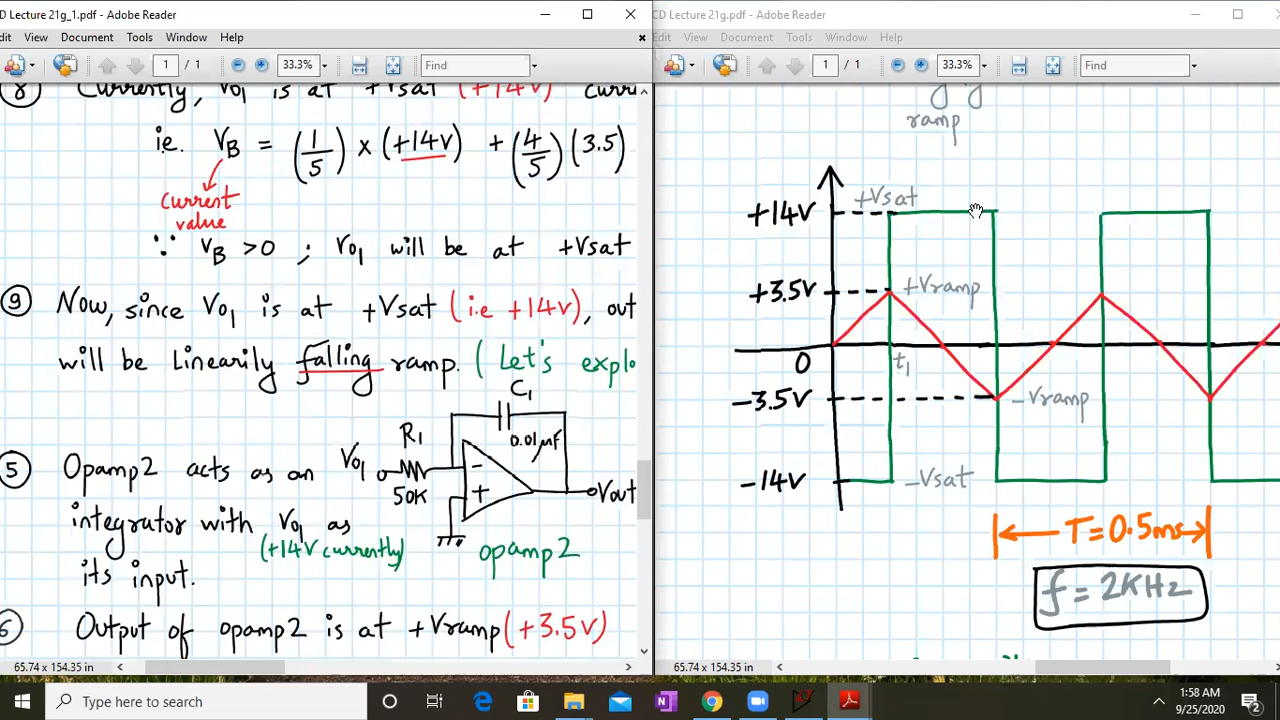 D Lecture 21g_1.pdf - Adobe Reader
dit View Document Tools Window Help
1 / 1 33.3% Find
⑧ Currently, Vo1 is at +Vsat (+14V)
ie. VB = (1/5) × (+14V) + (4/5) (3.5)
current
value
∵ VB >0 ; Vo1 will be at +Vsat
⑨ Now, since Vo1 is at +Vsat (i.e +14V), out
will be Linearily falling ramp. (Let's explo
C1
0.01μF
R1
50K
Vo1
- +
Vout
opamp2
⑤ Opamp2 acts as an
integrator with Vo1 as
(+14V currently)
its input.
⑥ Output of opamp2 is at +Vramp (+3.5V)
65.74 x 154.35 in
CD Lecture 21g.pdf - Adobe Reader
Edit View Document Tools Window Help
1 / 1 33.3% Find
ramp
+Vsat
+14V
+3.5V
+Vramp
0
t1
-3.5V
-Vramp
-14V
-Vsat
T=0.5ms
f = 2KHz
65.74 x 154.35 in
Type here to search
1:58 AM
9/25/2020
2